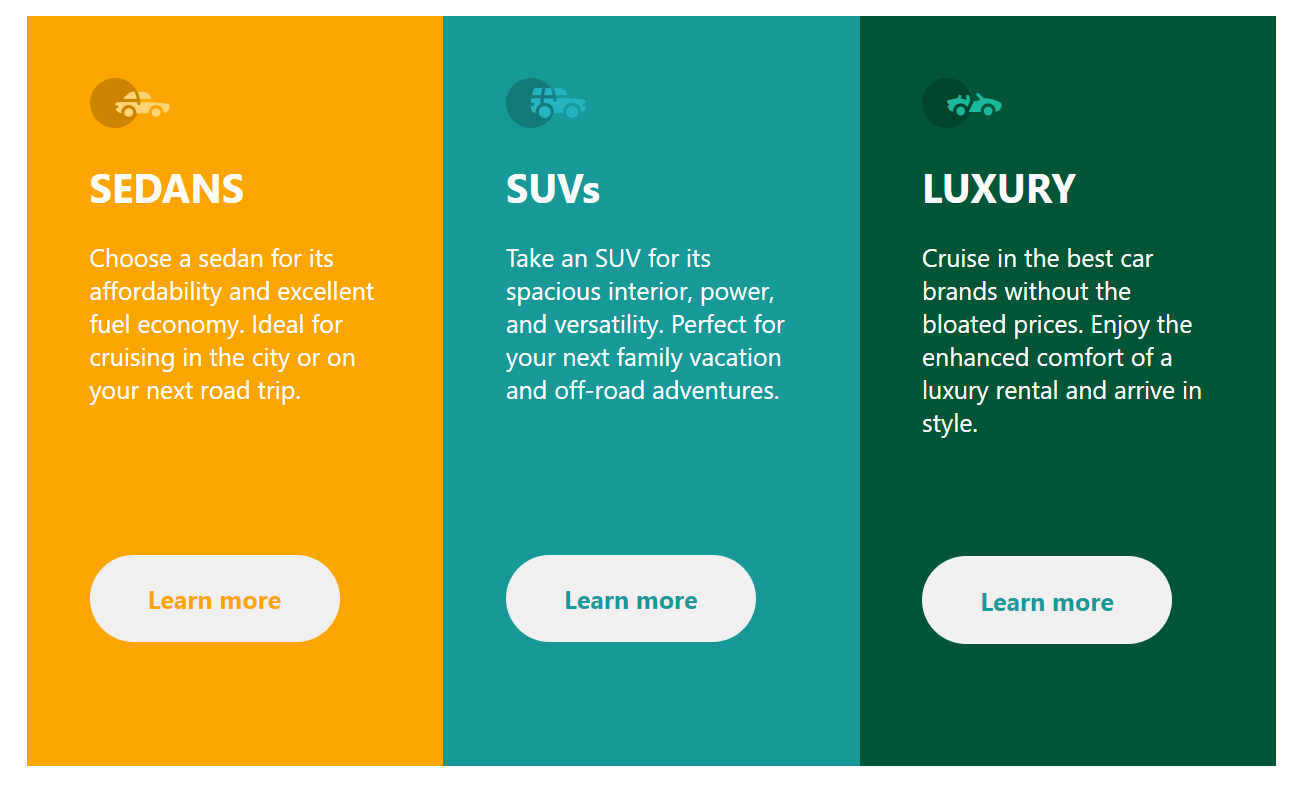 SEDANS
Choose a sedan for its
affordability and excellent
fuel economy. Ideal for
cruising in the city or on
your next road trip.
Learn more
SUVs
Take an SUV for its
spacious interior, power,
and versatility. Perfect for
your next family vacation
and off-road adventures.
Learn more
LUXURY
Cruise in the best car
brands without the
bloated prices. Enjoy the
enhanced comfort of a
luxury rental and arrive in
style.
Learn more